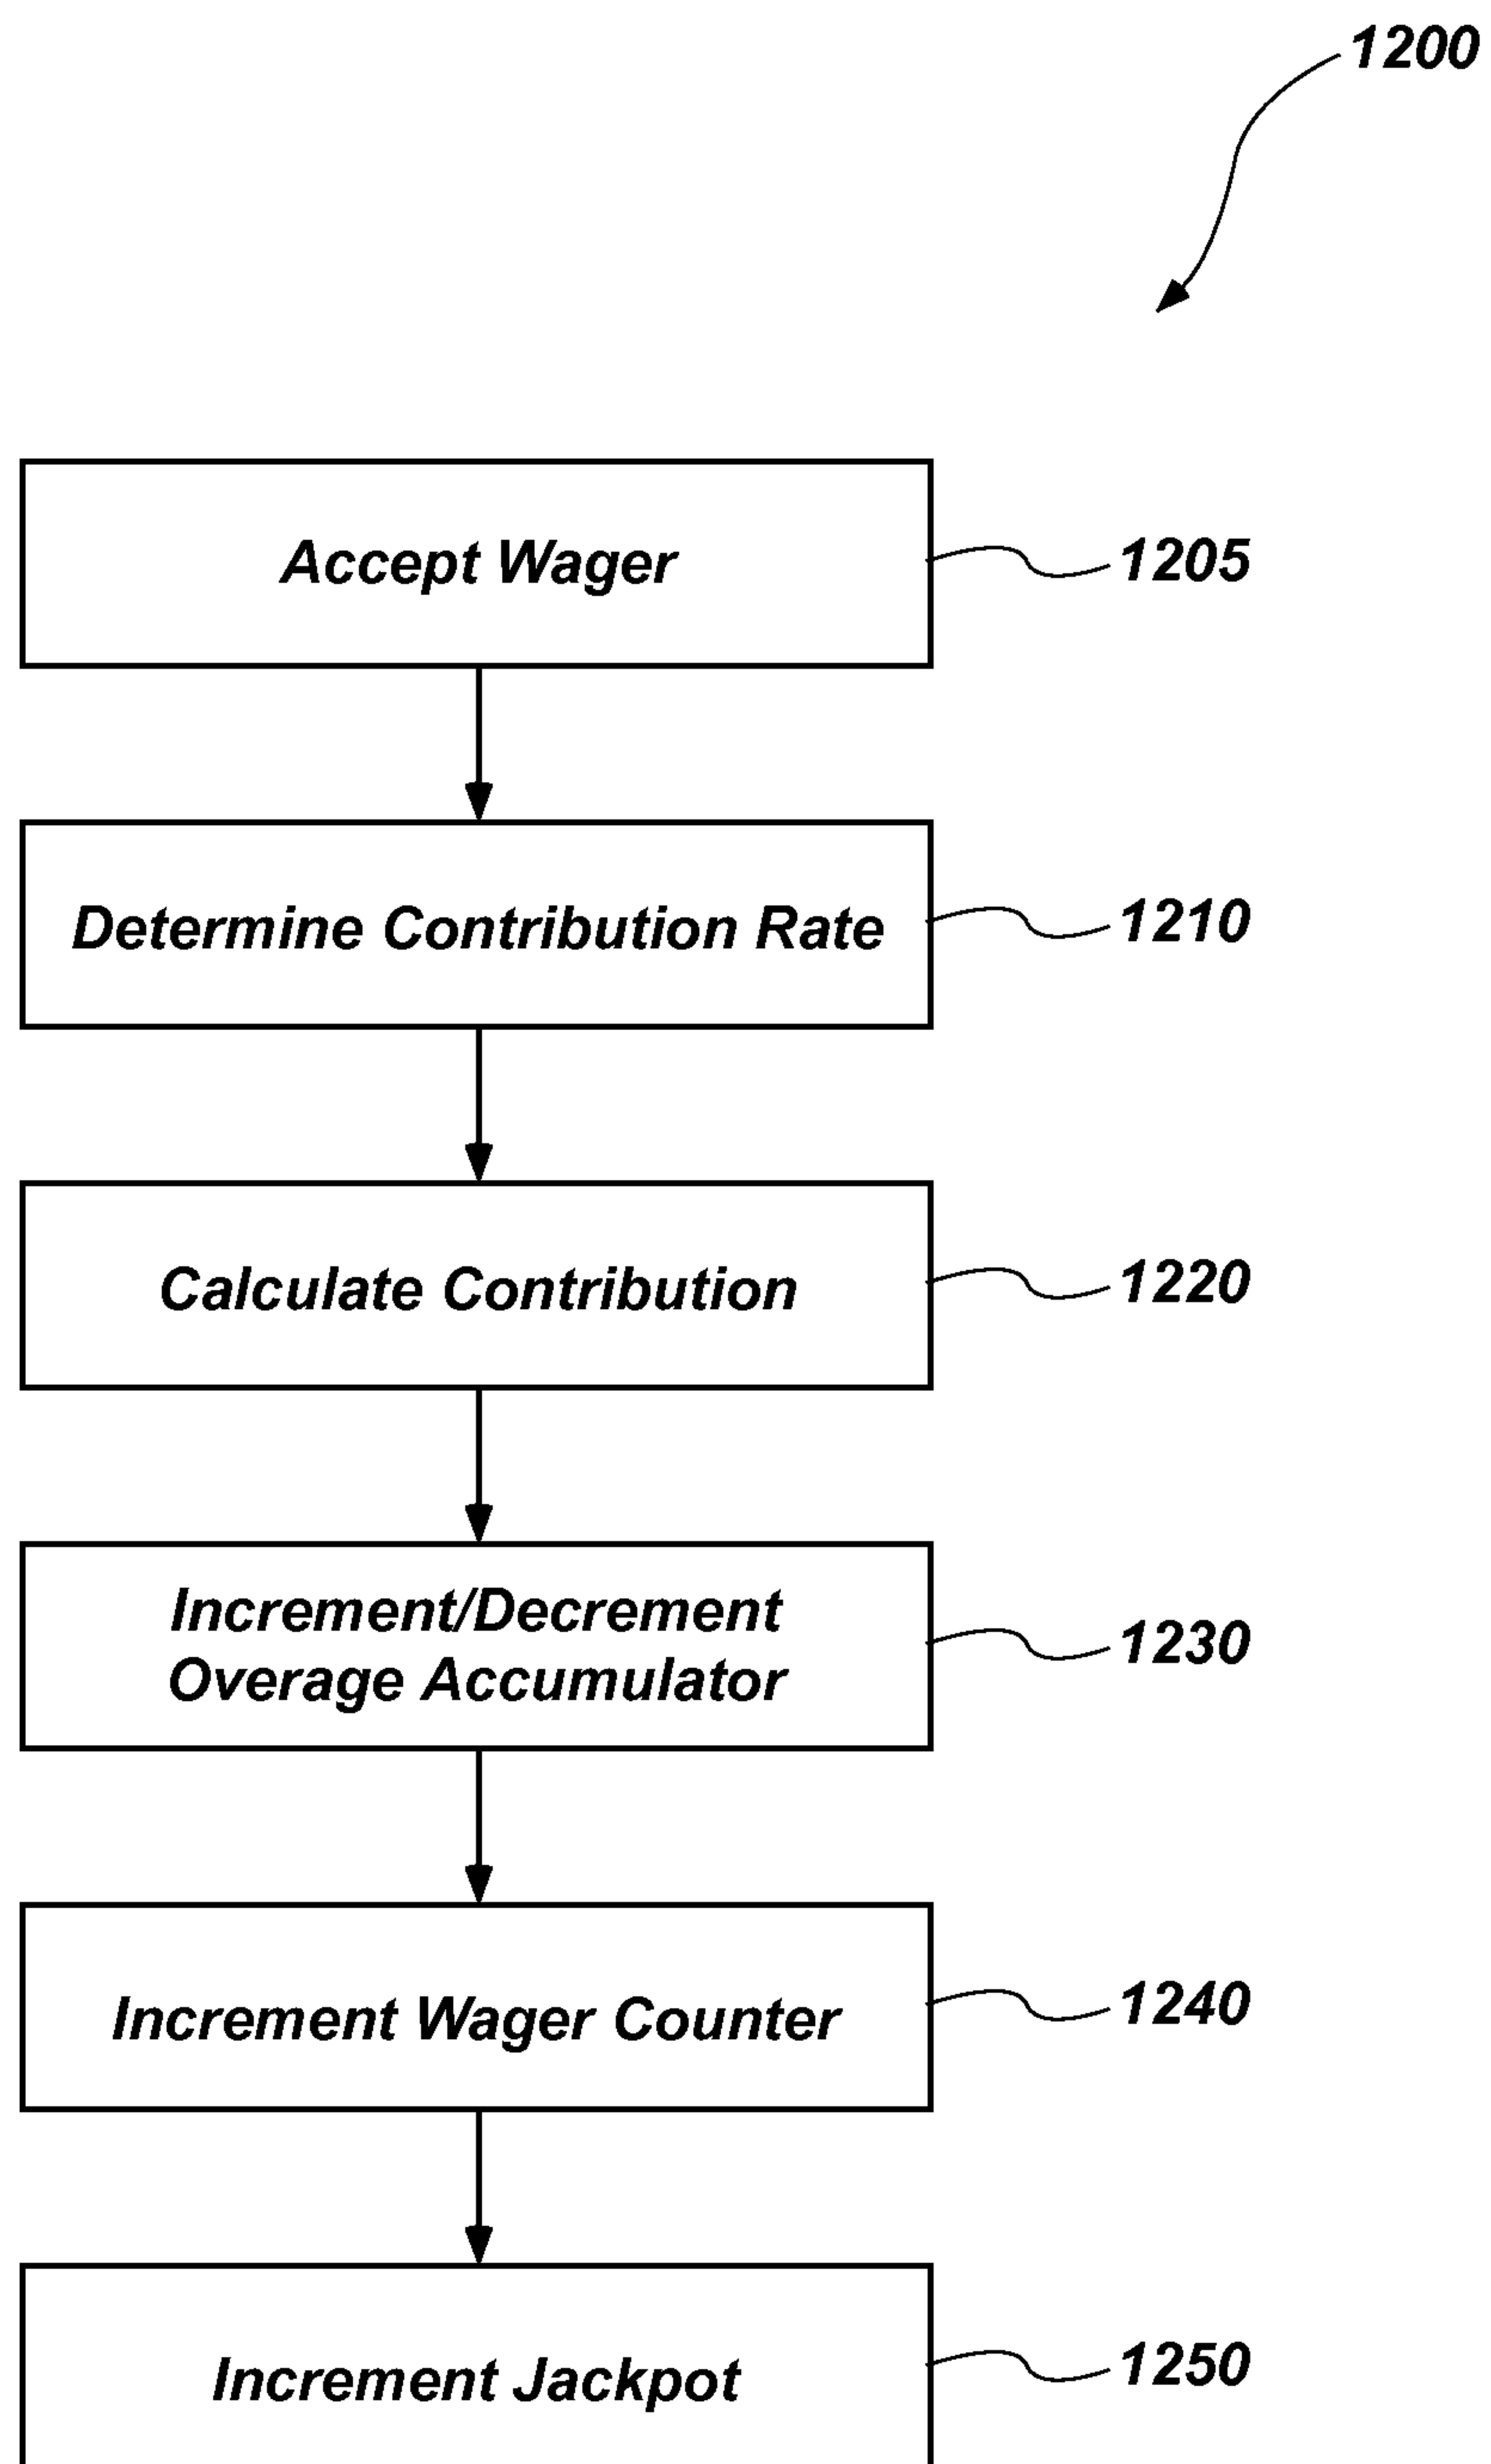 1200
Accept Wager
1205
Determine Contribution Rate
1210
Calculate Contribution
1220
Increment/Decrement
Overage Accumulator
1230
Increment Wager Counter
1240
Increment Jackpot
1250